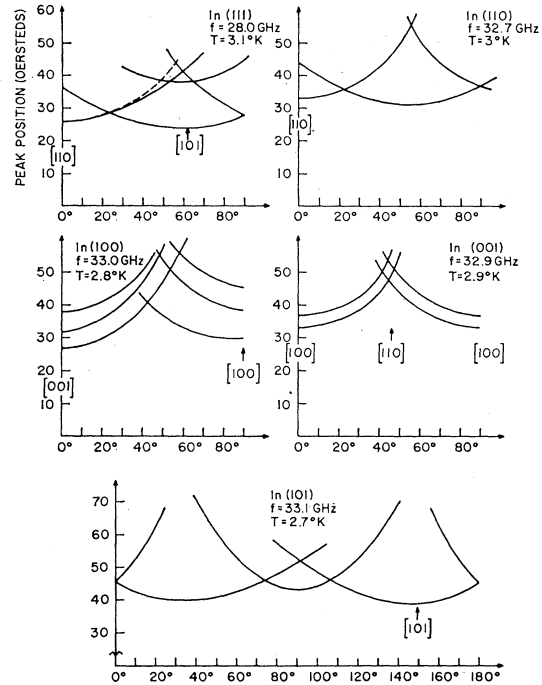 PEAK POSITION (OERSTEDS)
In (111)
f = 28.0 GHz
T = 3.1°K
60
50
40
30
20
10
[110]
[101]
0° 20° 40° 60° 80°
In (110)
f = 32.7 GHz
T = 3°K
50
40
30
[110]
20
10
0° 20° 40° 60° 80°
In (100)
f = 33.0 GHz
T = 2.8°K
50
40
30
[001]
10
[100]
0° 20° 40° 60° 80°
In (001)
f = 32.9 GHz
T = 2.9°K
50
40
30
[100] [110] [100]
20
10
0° 20° 40° 60° 80°
In (101)
f = 33.1 GHz
T = 2.7°K
70
60
50
40
30
[101]
0° 20° 40° 60° 80° 100° 120° 140° 160° 180°